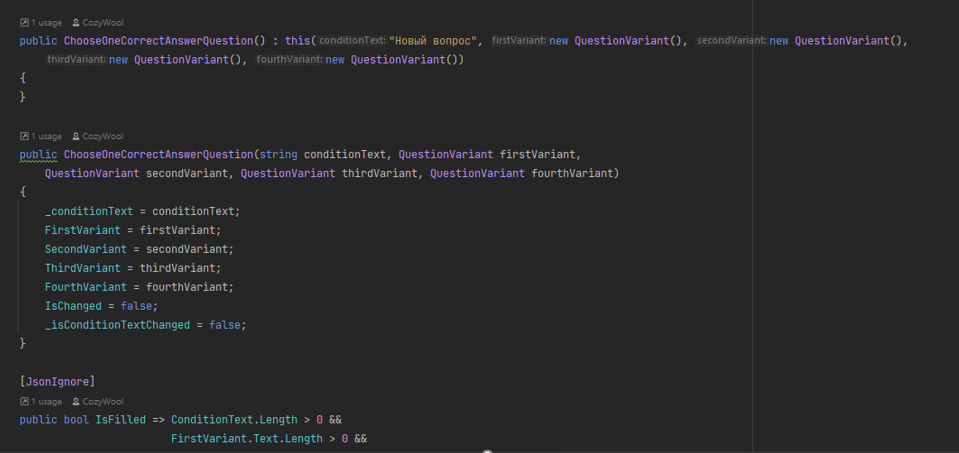 1 usage CozyWool
public ChooseOneCorrectAnswerQuestion() : this(conditionText: "Новый вопрос", firstVariant: new QuestionVariant(), secondVariant: new QuestionVariant(),
thirdVariant: new QuestionVariant(), fourthVariant: new QuestionVariant())
{
}
1 usage CozyWool
public ChooseOneCorrectAnswerQuestion(string conditionText, QuestionVariant firstVariant,
QuestionVariant secondVariant, QuestionVariant thirdVariant, QuestionVariant fourthVariant)
{
_conditionText = conditionText;
FirstVariant = firstVariant;
SecondVariant = secondVariant;
ThirdVariant = thirdVariant;
FourthVariant = fourthVariant;
IsChanged = false;
_isConditionTextChanged = false;
}
[JsonIgnore]
1 usage CozyWool
public bool IsFilled => ConditionText.Length > 0 &&
FirstVariant.Text.Length > 0 &&